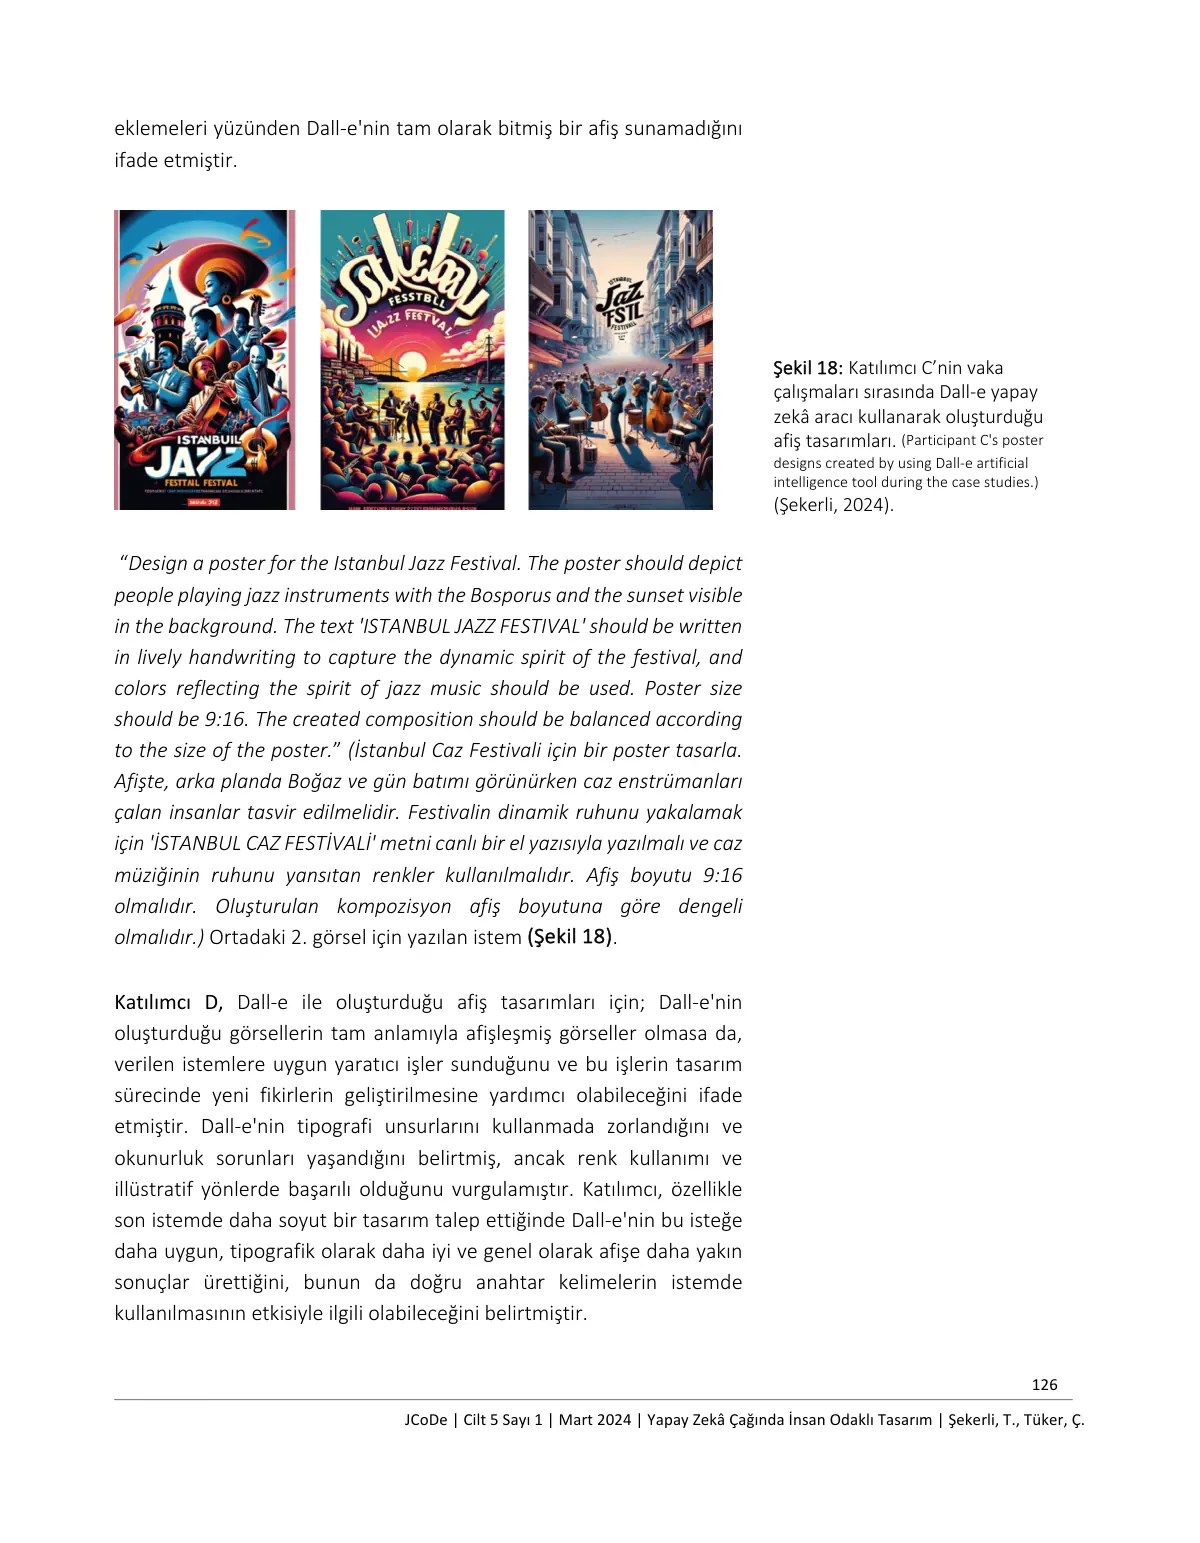 eklemeleri yüzünden Dall-e'nin tam olarak bitmiş bir afiş sunamadığını
ifade etmiştir.
ISTANBUIL
JAZZ
FESTTAIL FESTVAL
FESSTBLL
IJAZZ FEETVAL
ISTANBUL
JaZ
FSTL
FESTIVALL
Şekil 18: Katılımcı C’nin vaka
çalışmaları sırasında Dall-e yapay
zekâ aracı kullanarak oluşturduğu
afiş tasarımları. (Participant C's poster
designs created by using Dall-e artificial
intelligence tool during the case studies.)
(Şekerli, 2024).
“Design a poster for the Istanbul Jazz Festival. The poster should depict
people playing jazz instruments with the Bosporus and the sunset visible
in the background. The text 'ISTANBUL JAZZ FESTIVAL' should be written
in lively handwriting to capture the dynamic spirit of the festival, and
colors reflecting the spirit of jazz music should be used. Poster size
should be 9:16. The created composition should be balanced according
to the size of the poster.” (İstanbul Caz Festivali için bir poster tasarla.
Afişte, arka planda Boğaz ve gün batımı görünürken caz enstrümanları
çalan insanlar tasvir edilmelidir. Festivalin dinamik ruhunu yakalamak
için 'İSTANBUL CAZ FESTİVALİ' metni canlı bir el yazısıyla yazılmalı ve caz
müziğinin ruhunu yansıtan renkler kullanılmalıdır. Afiş boyutu 9:16
olmalıdır. Oluşturulan kompozisyon afiş boyutuna göre dengeli
olmalıdır.) Ortadaki 2. görsel için yazılan istem (Şekil 18).
Katılımcı D, Dall-e ile oluşturduğu afiş tasarımları için; Dall-e'nin
oluşturduğu görsellerin tam anlamıyla afişleşmiş görseller olmasa da,
verilen istemlere uygun yaratıcı işler sunduğunu ve bu işlerin tasarım
sürecinde yeni fikirlerin geliştirilmesine yardımcı olabileceğini ifade
etmiştir. Dall-e'nin tipografi unsurlarını kullanmada zorlandığını ve
okunurluk sorunları yaşandığını belirtmiş, ancak renk kullanımı ve
illüstratif yönlerde başarılı olduğunu vurgulamıştır. Katılımcı, özellikle
son istemde daha soyut bir tasarım talep ettiğinde Dall-e'nin bu isteğe
daha uygun, tipografik olarak daha iyi ve genel olarak afişe daha yakın
sonuçlar ürettiğini, bunun da doğru anahtar kelimelerin istemde
kullanılmasının etkisiyle ilgili olabileceğini belirtmiştir.
126
JCoDe | Cilt 5 Sayı 1 | Mart 2024 | Yapay Zekâ Çağında İnsan Odaklı Tasarım | Şekerli, T., Tüker, Ç.